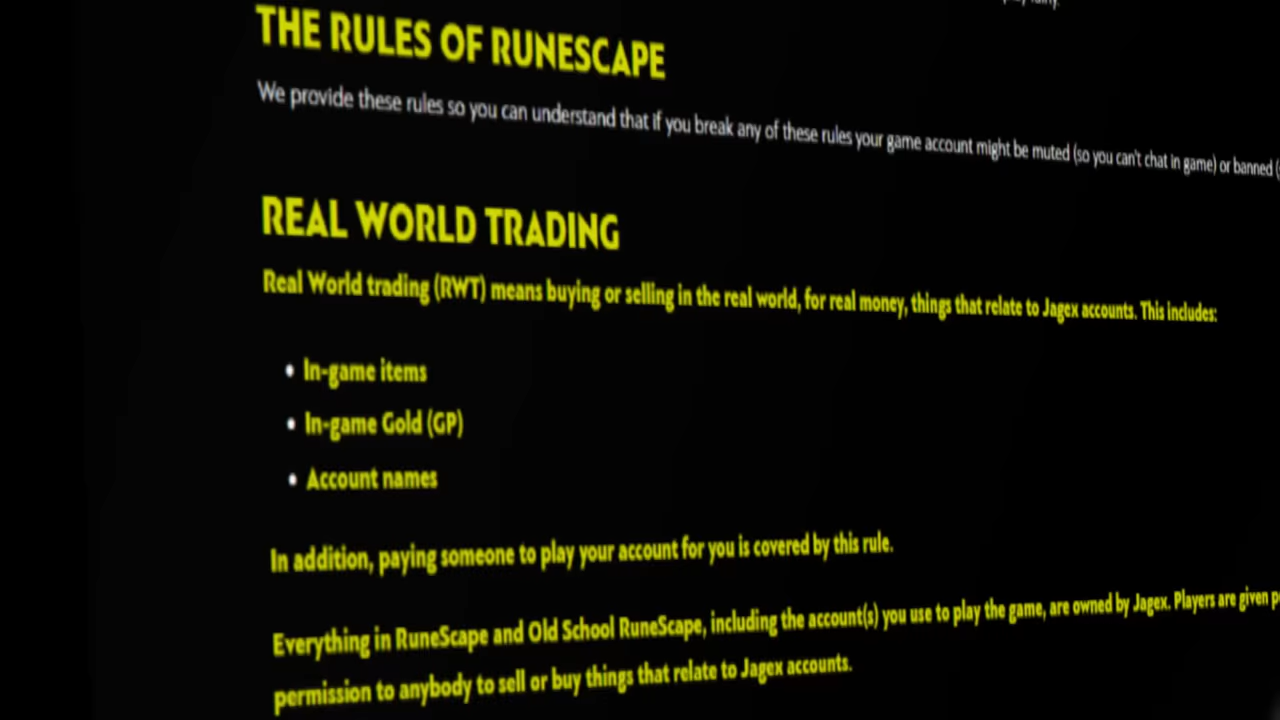 THE RULES OF RUNESCAPE
We provide these rules so you can understand that if you break any of these rules your game account might be muted (so you can't chat in game) or banned (
REAL WORLD TRADING
Real World trading (RWT) means buying or selling in the real world, for real money, things that relate to Jagex accounts. This includes:
• In-game items
• In-game Gold (GP)
• Account names
In addition, paying someone to play your account for you is covered by this rule.
Everything in RuneScape and Old School RuneScape, including the account(s) you use to play the game, are owned by Jagex. Players are given
permission to anybody to sell or buy things that relate to Jagex accounts.